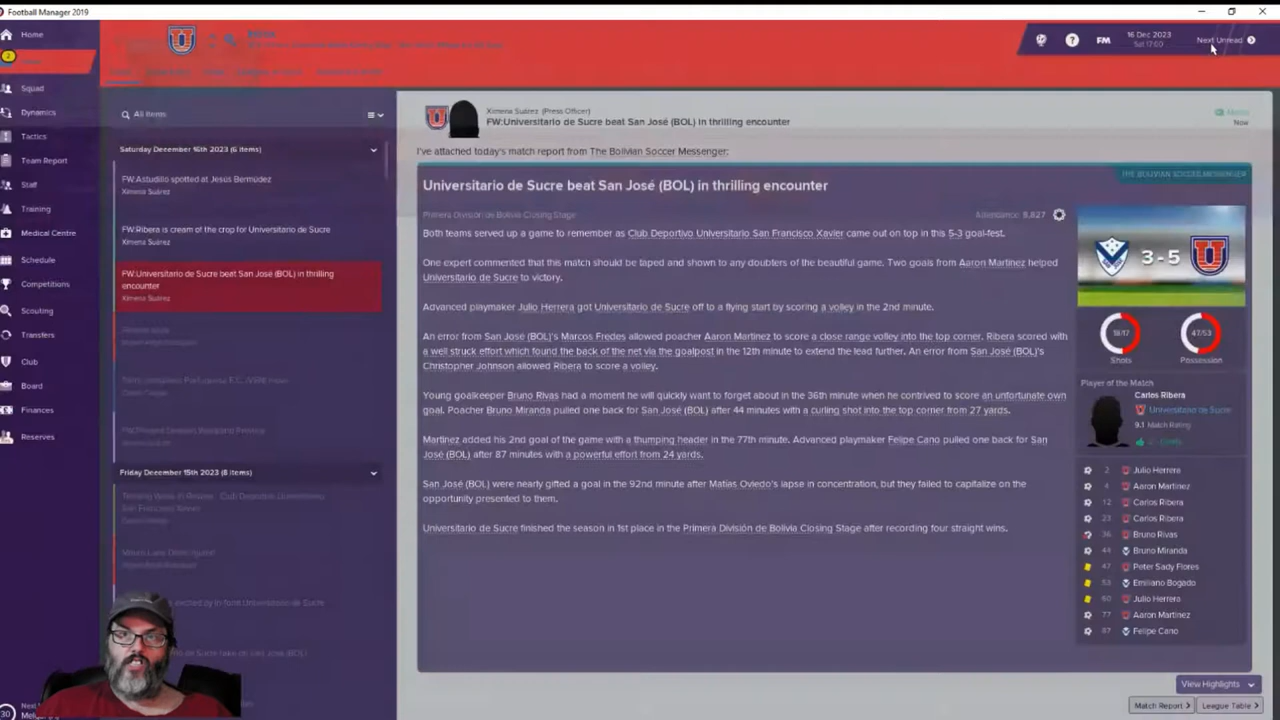 Football Manager 2019
Home
2
16 Dec 2023
Sat 17:00
FM
Next Unread
Squad
Dynamics
Tactics
Team Report
Staff
Training
Medical Centre
Schedule
Competitions
Scouting
Transfers
Club
Board
Finances
Reserves
All Items
Saturday December 16th 2023 (6 items)
FW:Astudillo spotted at Jesús Bermúdez
Ximena Suárez
FW:Ribera is cream of the crop for Universitario de Sucre
Ximena Suárez
FW:Universitario de Sucre beat San José (BOL) in thrilling
encounter
Ximena Suárez
Friday December 15th 2023 (8 items)
Ximena Suárez (Press Officer)
FW:Universitario de Sucre beat San José (BOL) in thrilling encounter
Now
I've attached today's match report from The Bolivian Soccer Messenger:
THE BOLIVIAN SOCCER MESSENGER
Universitario de Sucre beat San José (BOL) in thrilling encounter
Primera División de Bolivia Closing Stage
Attendance: 9,827
Both teams served up a game to remember as Club Deportivo Universitario San Francisco Xavier came out on top in this 5-3 goal-fest.
One expert commented that this match should be taped and shown to any doubters of the beautiful game. Two goals from Aaron Martínez helped
Universitario de Sucre to victory.
Advanced playmaker Julio Herrera got Universitario de Sucre off to a flying start by scoring a volley in the 2nd minute.
An error from San José (BOL)'s Marcos Fredes allowed poacher Aaron Martínez to score a close range volley into the top corner. Ribera scored with
a well struck effort which found the back of the net via the goalpost in the 12th minute to extend the lead further. An error from San José (BOL)'s
Christopher Johnson allowed Ribera to score a volley.
Young goalkeeper Bruno Rivas had a moment he will quickly want to forget about in the 36th minute when he contrived to score an unfortunate own
goal. Poacher Bruno Miranda pulled one back for San José (BOL) after 44 minutes with a curling shot into the top corner from 27 yards.
Martínez added his 2nd goal of the game with a thumping header in the 77th minute. Advanced playmaker Felipe Cano pulled one back for San
José (BOL) after 87 minutes with a powerful effort from 24 yards.
San José (BOL) were nearly gifted a goal in the 92nd minute after Matías Oviedo's lapse in concentration, but they failed to capitalize on the
opportunity presented to them.
Universitario de Sucre finished the season in 1st place in the Primera División de Bolivia Closing Stage after recording four straight wins.
3 - 5
18/17
Shots
47/53
Possession
Player of the Match
Carlos Ribera
Universitario de Sucre
9.1 Match Rating
2 Julio Herrera
4 Aaron Martínez
12 Carlos Ribera
23 Carlos Ribera
36 Bruno Rivas
44 Bruno Miranda
47 Peter Sady Flores
53 Emiliano Bogado
60 Julio Herrera
77 Aaron Martínez
87 Felipe Cano
View Highlights
Match Report
League Table
30